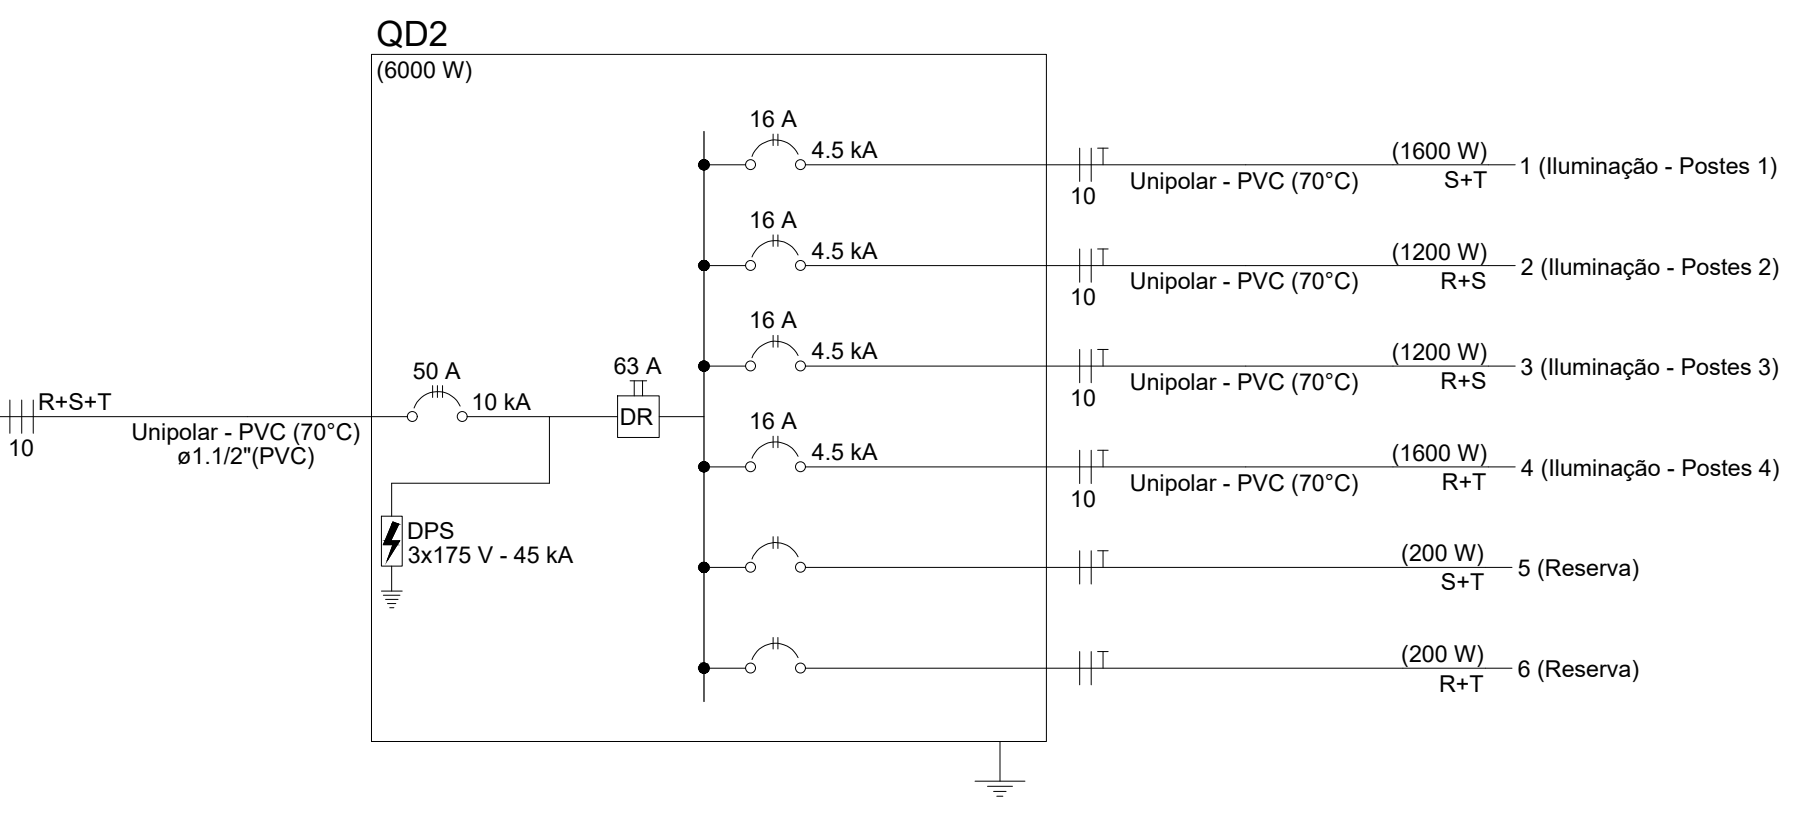 QD2
(6000 W)
16 A
4.5 kA
T
(1600 W)
1 (Iluminação - Postes 1)
10
Unipolar - PVC (70°C)
S+T
16 A
4.5 kA
T
(1200 W)
2 (Iluminação - Postes 2)
10
Unipolar - PVC (70°C)
R+S
16 A
4.5 kA
T
(1200 W)
3 (Iluminação - Postes 3)
10
Unipolar - PVC (70°C)
R+S
R+S+T
10
Unipolar - PVC (70°C)
ø1.1/2"(PVC)
50 A
10 kA
63 A
DR
16 A
4.5 kA
T
(1600 W)
4 (Iluminação - Postes 4)
10
Unipolar - PVC (70°C)
R+T
DPS
3x175 V - 45 kA
T
(200 W)
5 (Reserva)
S+T
T
(200 W)
6 (Reserva)
R+T